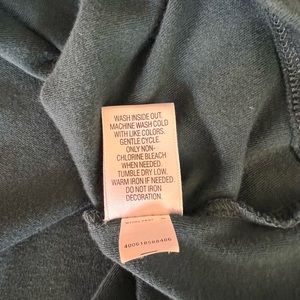 WASH INSIDE OUT.
MACHINE WASH COLD
WITH LIKE COLORS.
GENTLE CYCLE.
ONLY NON-
CHLORINE BLEACH
WHEN NEEDED.
TUMBLE DRY LOW.
WARM IRON IF NEEDED.
DO NOT IRON
DECORATION.